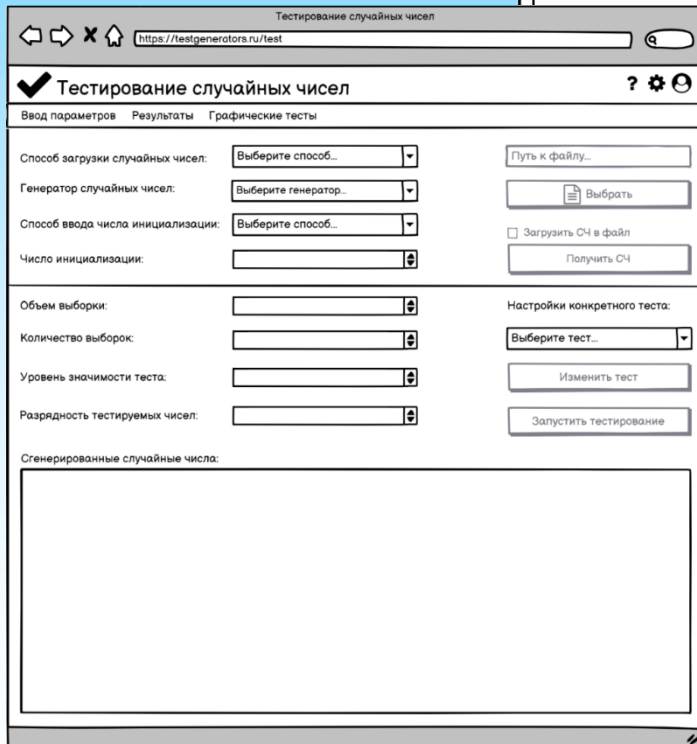 Тестирование случайных чисел
https://testgenerators.ru/test
Тестирование случайных чисел ?
Ввод параметров Результаты Графические тесты
Способ загрузки случайных чисел: Выберите способ... Путь к файлу...
Генератор случайных чисел: Выберите генератор... Выбрать
Способ ввода числа инициализации: Выберите способ... Загрузить СЧ в файл
Число инициализации: Получить СЧ
Объем выборки: Настройки конкретного теста:
Количество выборок: Выберите тест...
Уровень значимости теста: Изменить тест
Разрядность тестируемых чисел: Запустить тестирование
Сгенерированные случайные числа: